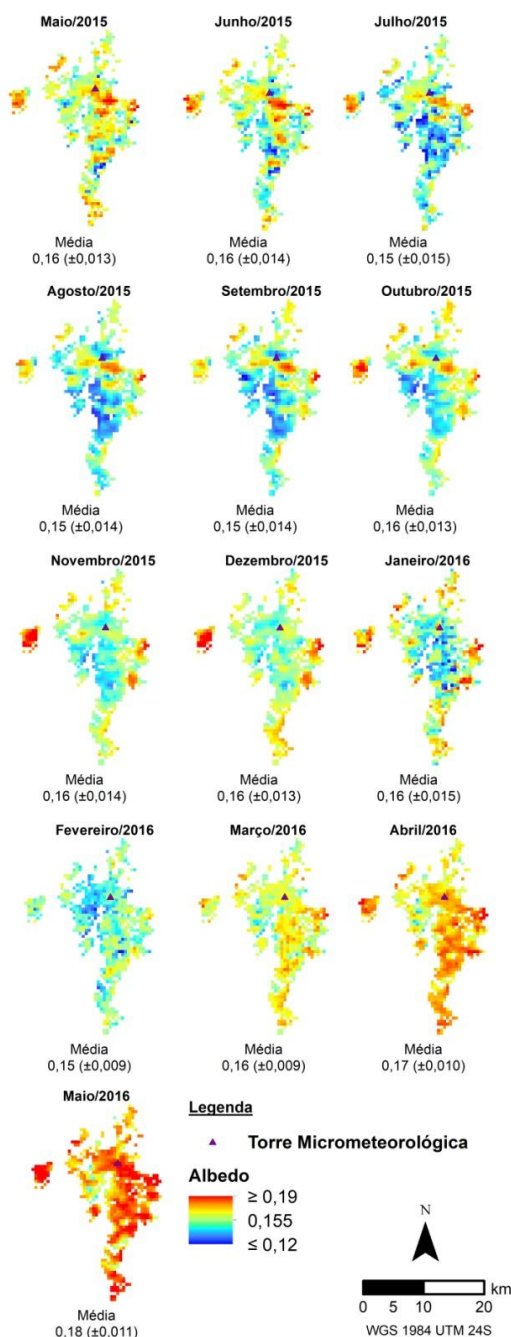 Maio/2015
Junho/2015
Julho/2015
Média
0,16 (±0,013)
Média
0,16 (±0,014)
Média
0,15 (±0,015)
Agosto/2015
Setembro/2015
Outubro/2015
Média
0,15 (±0,014)
Média
0,15 (±0,014)
Média
0,16 (±0,013)
Novembro/2015
Dezembro/2015
Janeiro/2016
Média
0,16 (±0,014)
Média
0,16 (±0,013)
Média
0,16 (±0,015)
Fevereiro/2016
Março/2016
Abril/2016
Média
0,15 (±0,009)
Média
0,16 (±0,009)
Média
0,17 (±0,010)
Maio/2016
Média
0,18 (±0,011)
Legenda
Torre Micrometeorológica
Albedo
≥ 0,19
0,155
≤ 0,12
N
km
0 5 10 20
WGS 1984 UTM 24S